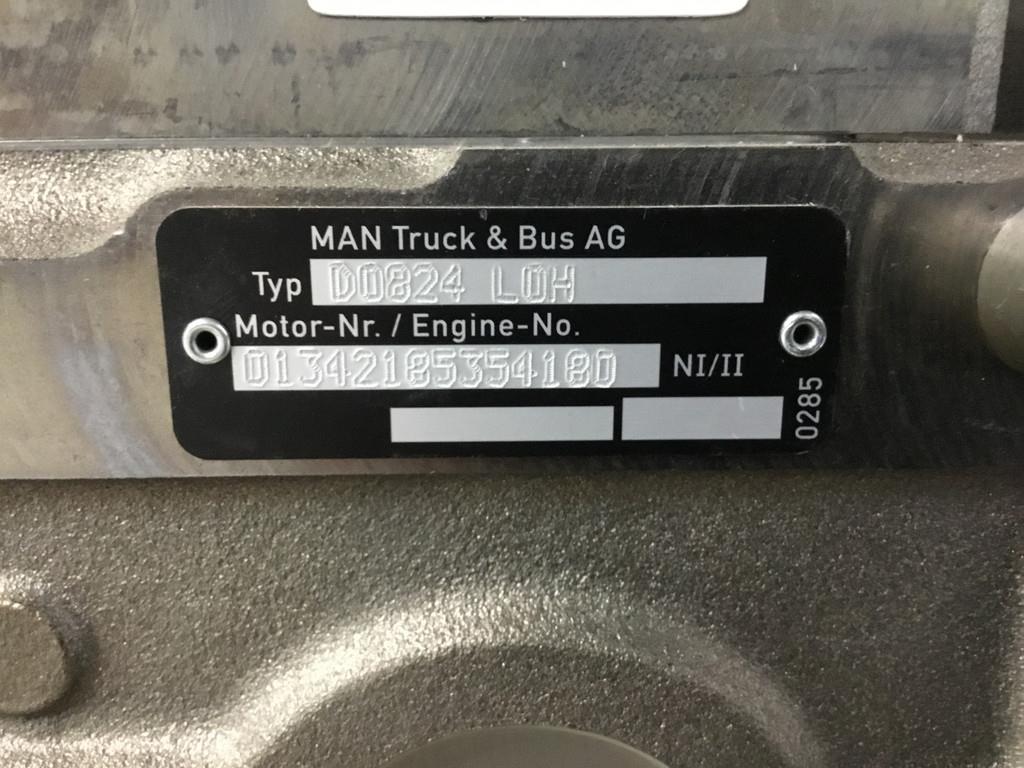 MAN Truck & Bus AG
Typ D0824 LOH
Motor-Nr. / Engine-No.
01342185354180 NI/II
0285